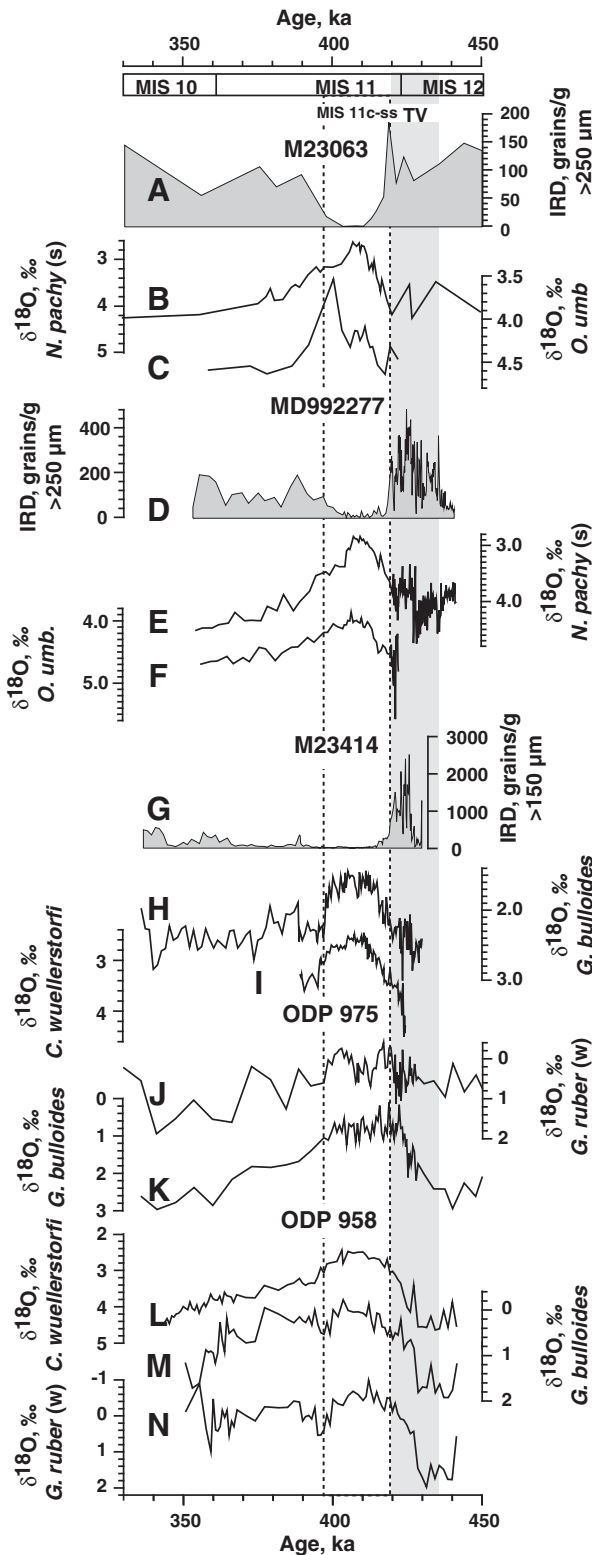 Age, ka
350 400 450
MIS 10 MIS 11 MIS 12
MIS 11c-ss TV
M23063
A
200
150
100
50
0
IRD, grains/g
>250 µm
3
4
5
δ18O, ‰
N. pachy (s)
B
C
3.5
4.0
4.5
δ18O, ‰
O. umb
MD992277
400
200
0
IRD, grains/g
>250 µm
D
3.0
4.0
δ18O, ‰
N. pachy (s)
E
4.0
5.0
δ18O, ‰
O. umb.
F
M23414
3000
2000
1000
0
IRD, grains/g
>150 µm
G
H
2.0
3.0
δ18O, ‰
G. bulloides
I
3
4
δ18O, ‰
C. wuellerstorfi
ODP 975
J
0
1
2
δ18O, ‰
G. ruber (w)
0
1
2
3
δ18O, ‰
G. bulloides
K
ODP 958
2
3
4
5
δ18O, ‰
C. wuellerstorfi
L
M
0
1
2
δ18O, ‰
G. bulloides
-1
0
1
2
δ18O, ‰
G. ruber (w)
N
350 400 450
Age, ka